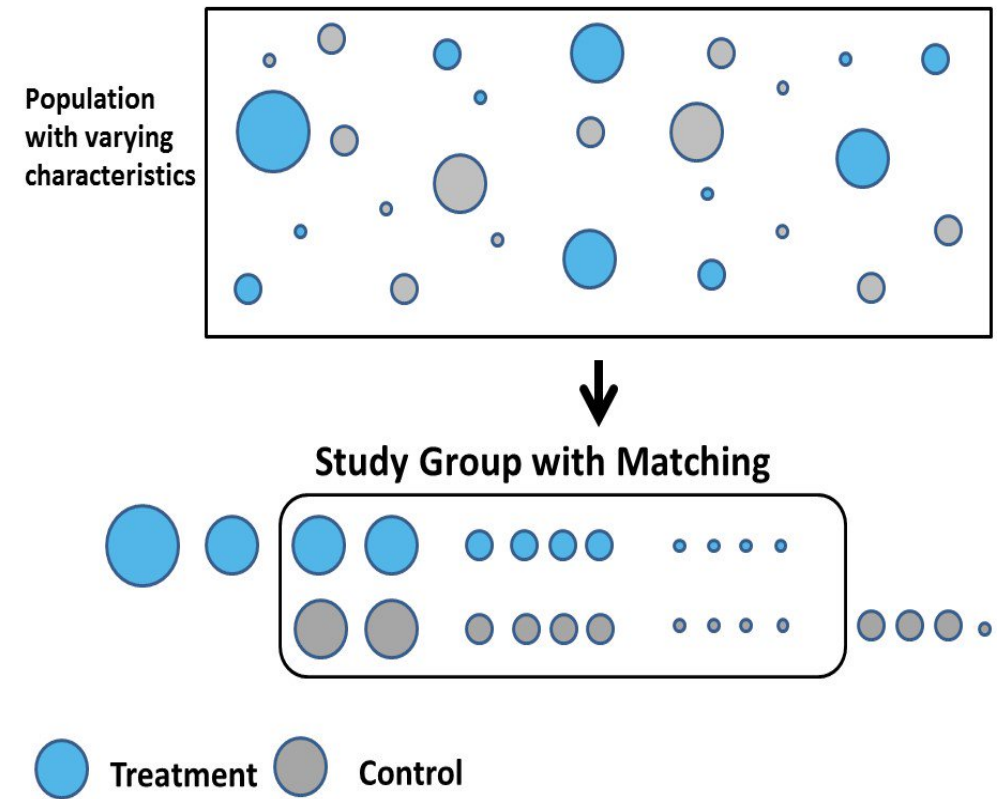 Population
with varying
characteristics
Study Group with Matching
Treatment
Control